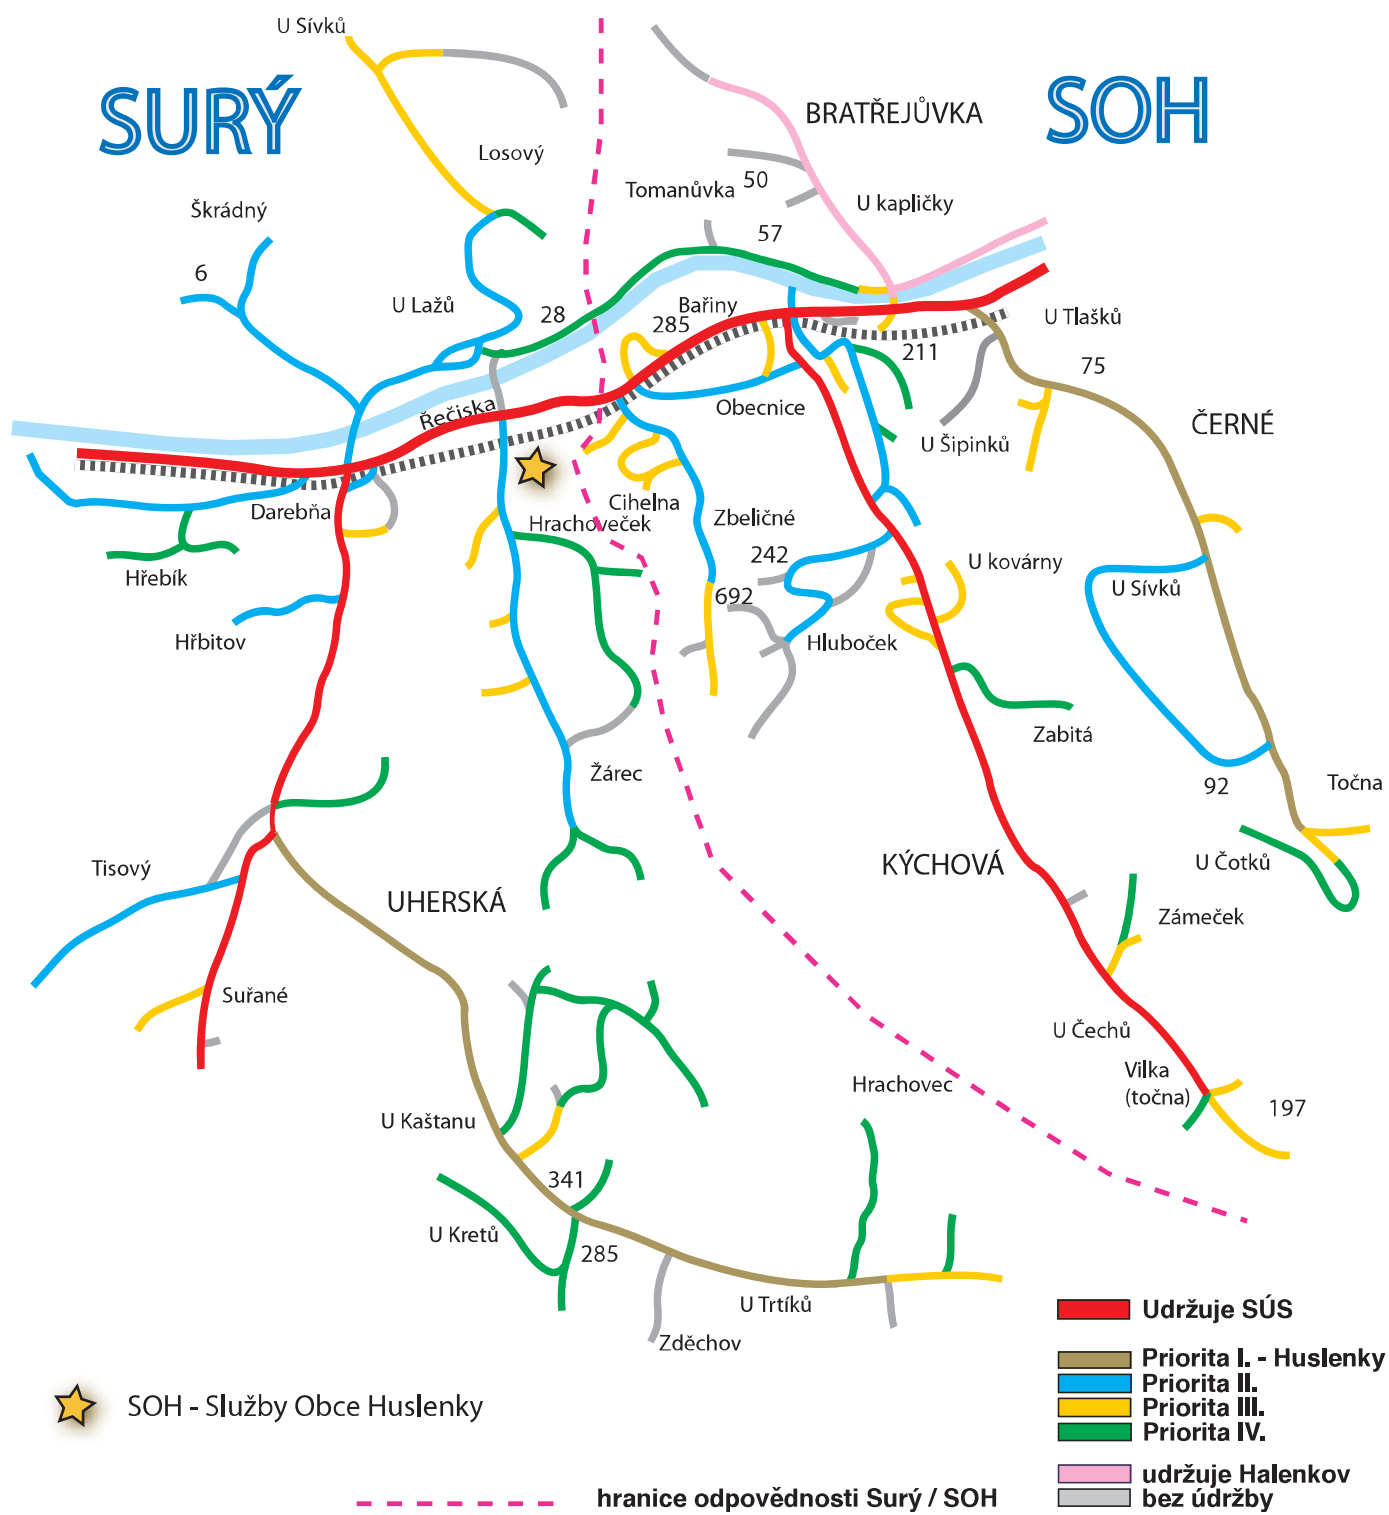 U Sívků
SURÝ
SOH
BRATŘEJŮVKA
Losový
Tomanůvka
50
U kapličky
Škrádný
57
6
U Lažů
28
Bařiny
285
U Tlašků
211
75
Řečiska
Obecnice
U Šipinků
ČERNÉ
Darebňa
Cihelna
Hrachoveček
Zbeličné
242
U kovárny
Hřebík
692
U Sívků
Hřbitov
Hluboček
Zabitá
Žárec
92
Točna
Tisový
KÝCHOVÁ
U Čotků
UHERSKÁ
Zámeček
Suřané
U Čechů
Vilka
(točna)
Hrachovec
197
U Kaštanu
341
U Kretů
285
U Trtíků
Zděchov
Udržuje SÚS
Priorita I. - Huslenky
Priorita II.
Priorita III.
Priorita IV.
udržuje Halenkov
bez údržby
SOH - Služby Obce Huslenky
hranice odpovědnosti Surý / SOH